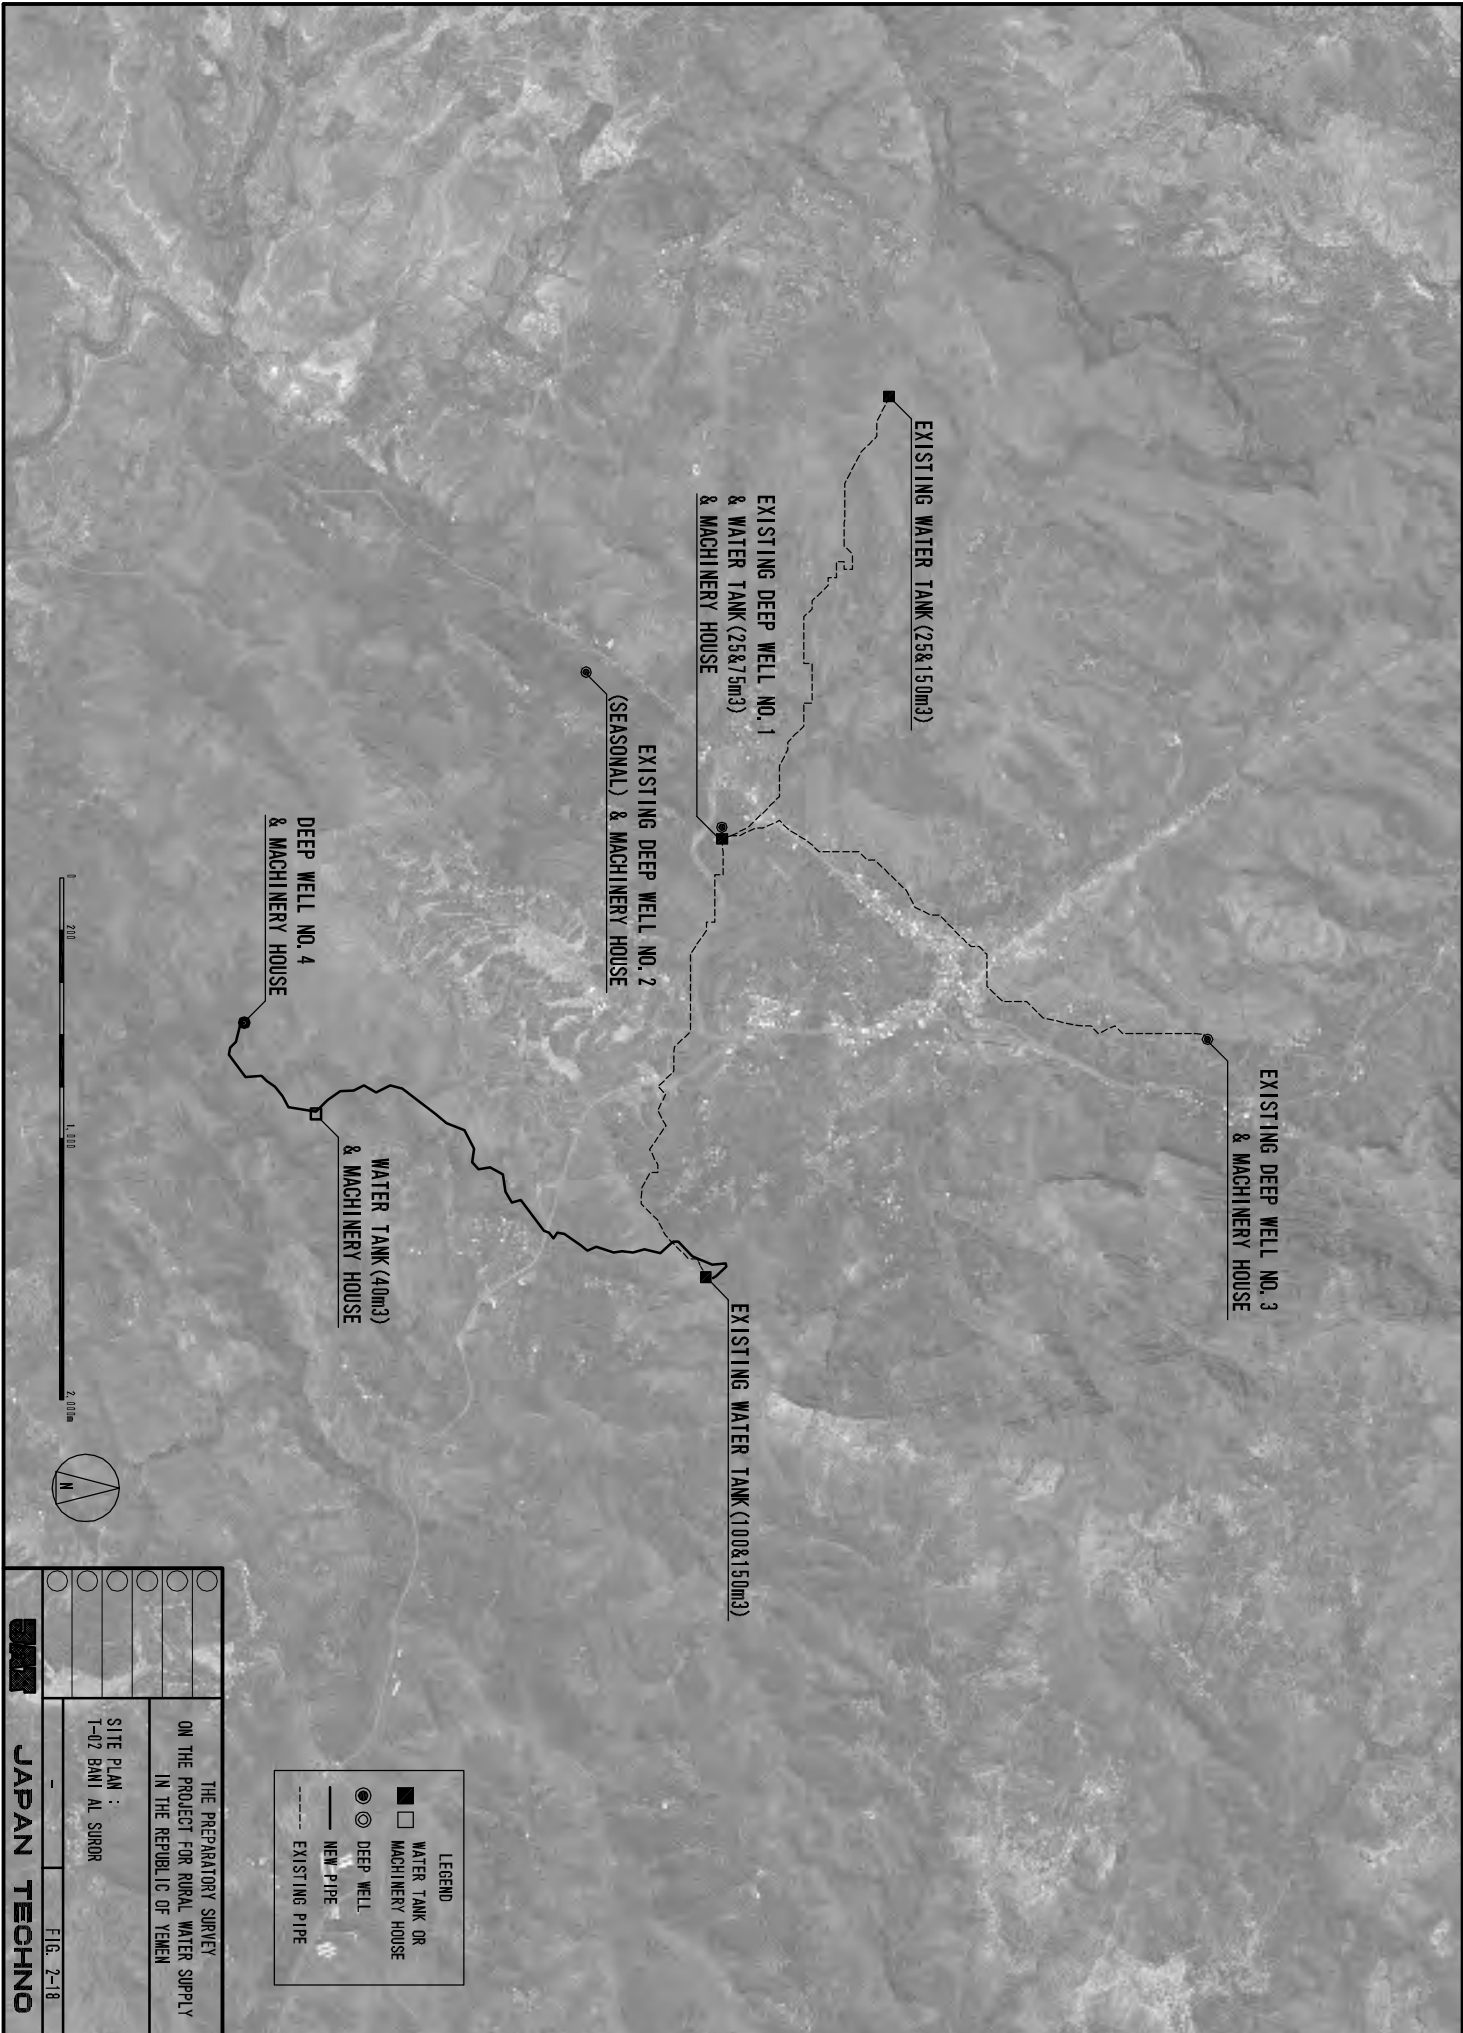 EXISTING WATER TANK(25&150m3)
EXISTING DEEP WELL NO.1
& WATER TANK(25&75m3)
& MACHINERY HOUSE
EXISTING DEEP WELL NO.2
(SEASONAL) & MACHINERY HOUSE
EXISTING DEEP WELL NO.3
& MACHINERY HOUSE
DEEP WELL NO.4
& MACHINERY HOUSE
WATER TANK(40m3)
& MACHINERY HOUSE
EXISTING WATER TANK(100&150m3)
0 200 1,000 2,000m
N
LEGEND
WATER TANK OR
MACHINERY HOUSE
DEEP WELL
NEW PIPE
EXISTING PIPE
THE PREPARATORY SURVEY
ON THE PROJECT FOR RURAL WATER SUPPLY
IN THE REPUBLIC OF YEMEN
SITE PLAN :
T-02 BANI AL SUROR
- FIG. 2-18
JAPAN TECHNO